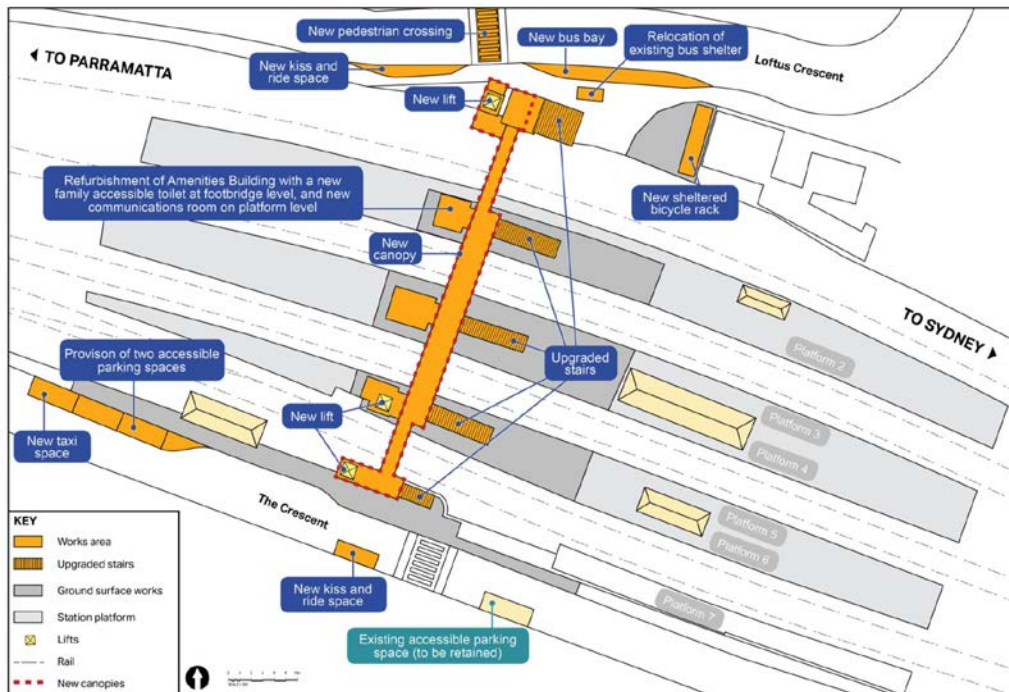 New pedestrian crossing
New bus bay
Relocation of
existing bus shelter
Loftus Crescent
TO PARRAMATTA
New kiss and
ride space
New lift
Refurbishment of Amenities Building with a new
family accessible toilet at footbridge level, and new
communications room on platform level
New sheltered
bicycle rack
New
canopy
TO SYDNEY
Platform 2
Provison of two accessible
parking spaces
Upgraded
stairs
New lift
Platform 3
Platform 4
New taxi
space
The Crescent
Platform 5
Platform 6
Platform 7
New kiss and
ride space
Existing accessible parking
space (to be retained)
KEY
Works area
Upgraded stairs
Ground surface works
Station platform
Lifts
Rail
New canopies